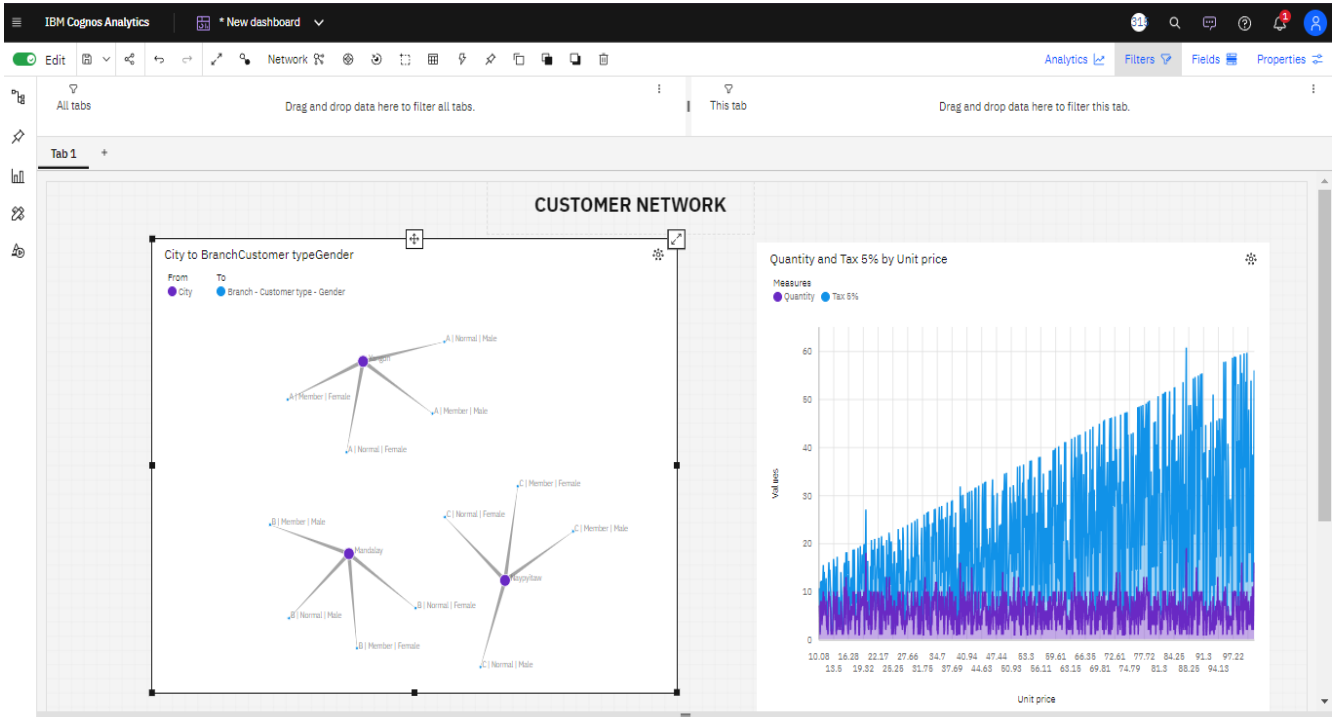 IBM Cognos Analytics
* New dashboard
1
Edit
Network
Analytics
Filters
Fields
Properties
All tabs
Drag and drop data here to filter all tabs.
This tab
Drag and drop data here to filter this tab.
Tab 1 +
CUSTOMER NETWORK
City to BranchCustomer typeGender
From To
City Branch - Customer type - Gender
A | Normal | Male
A | Member | Female
A | Member | Male
A | Normal | Female
C | Member | Female
C | Normal | Female
B | Member | Male
C | Member | Male
Mandalay
Naypyitaw
B | Normal | Female
B | Normal | Male
B | Member | Female
C | Normal | Male
Quantity and Tax 5% by Unit price
Measures
Quantity Tax 5%
Values
60
50
40
30
20
10
0
10.08 16.28 22.17 27.66 34.7 40.94 47.44 53.3 59.61 66.35 72.61 77.72 84.25 91.3 97.22
13.5 19.32 25.25 31.75 37.69 44.63 50.93 56.11 63.15 69.81 74.79 81.3 88.25 94.13
Unit price